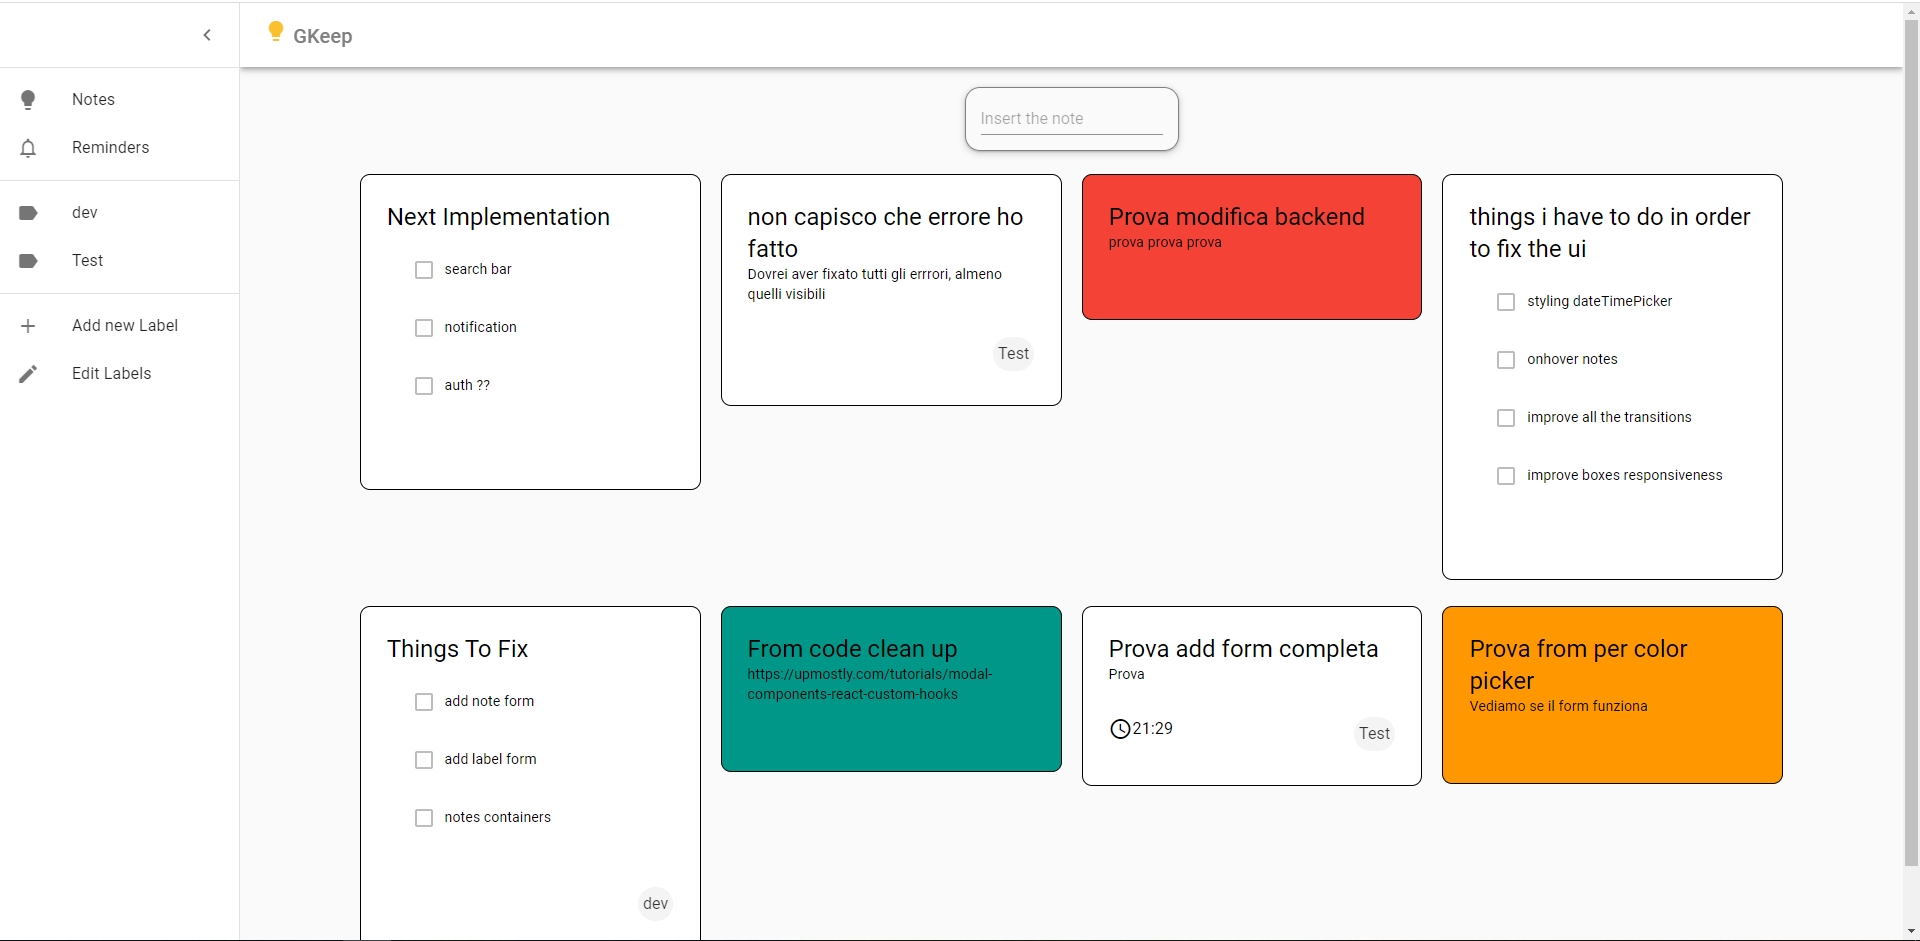 GKeep
Notes
Reminders
dev
Test
Add new Label
Edit Labels
Insert the note
Next Implementation
search bar
notification
auth ??
non capisco che errore ho
fatto
Dovrei aver fixato tutti gli errrori, almeno
quelli visibili
Test
Prova modifica backend
prova prova prova
things i have to do in order
to fix the ui
styling dateTimePicker
onhover notes
improve all the transitions
improve boxes responsiveness
Things To Fix
add note form
add label form
notes containers
dev
From code clean up
https://upmostly.com/tutorials/modal-
components-react-custom-hooks
Prova add form completa
Prova
21:29
Test
Prova from per color
picker
Vediamo se il form funziona